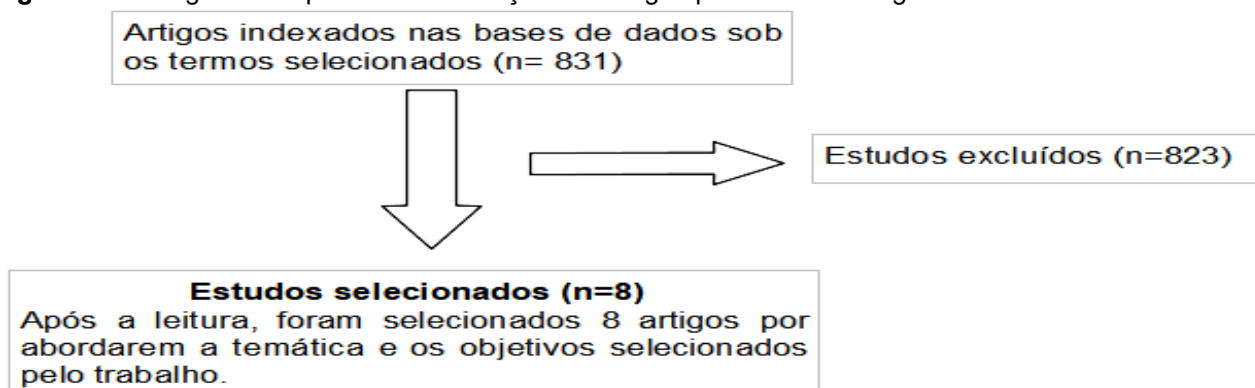 Artigos indexados nas bases de dados sob
os termos selecionados (n= 831)
Estudos excluídos (n=823)
Estudos selecionados (n=8)
Após a leitura, foram selecionados 8 artigos por
abordarem a temática e os objetivos selecionados
pelo trabalho.